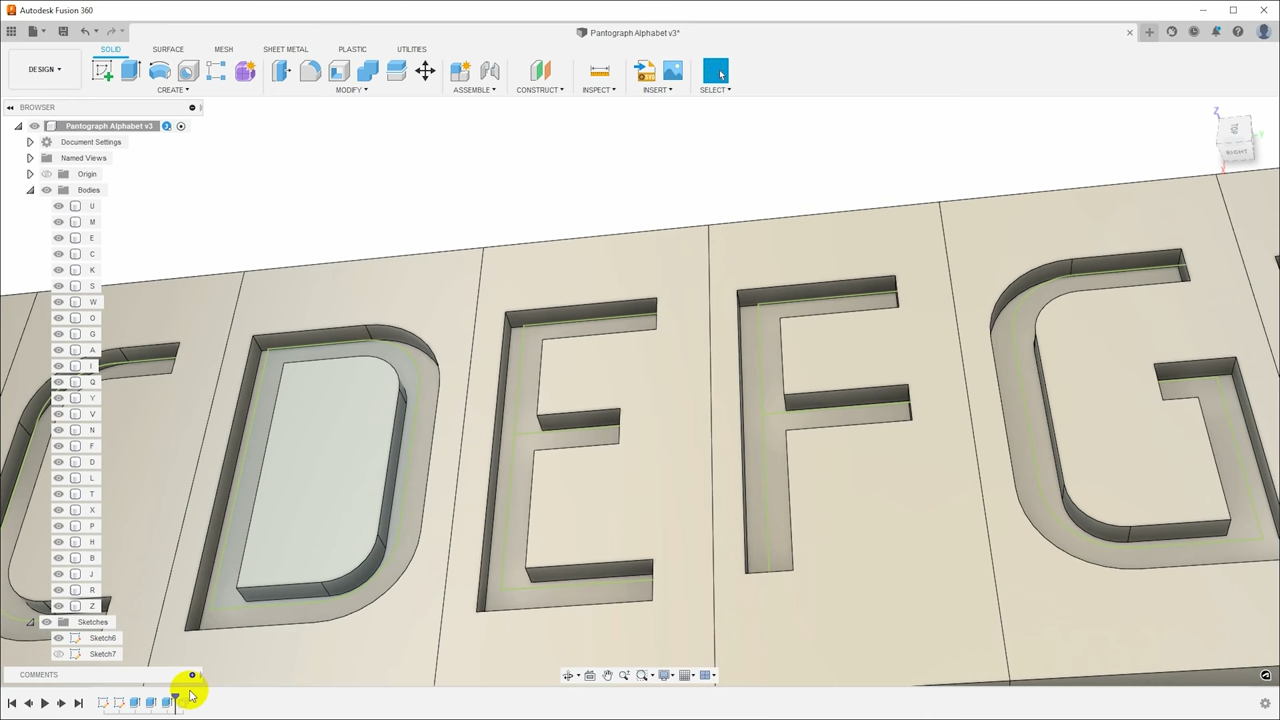 Autodesk Fusion 360
Pantograph Alphabet v3*
DESIGN
SOLID SURFACE MESH SHEET METAL PLASTIC UTILITIES
CREATE MODIFY ASSEMBLE CONSTRUCT INSPECT INSERT SELECT
BROWSER
Pantograph Alphabet v3
Document Settings
Named Views
Origin
Bodies
U
M
E
C
K
S
W
O
G
A
I
Q
Y
V
N
F
D
L
T
X
P
H
B
J
R
Z
Sketches
Sketch6
Sketch7
COMMENTS
C D E F G
Z
Y
X
RIGHT